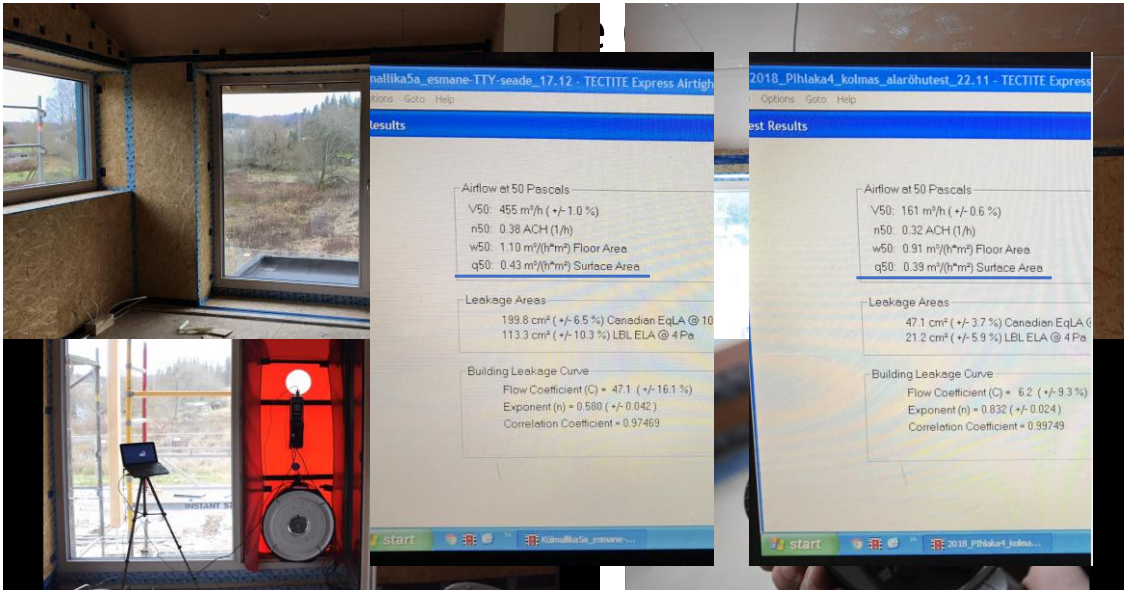 e
mallika5a_esmane-TTY-seade_17.12 - TECTITE Express Airtigh
tions Goto Help
Results
Airflow at 50 Pascals
V50: 455 m³/h ( +/- 1.0 %)
n50: 0.38 ACH (1/h)
w50: 1.10 m³/(h*m²) Floor Area
q50: 0.43 m³/(h*m²) Surface Area
Leakage Areas
199.8 cm² ( +/- 6.5 %) Canadian EqLA @ 10
113.3 cm² ( +/- 10.3 %) LBL ELA @ 4 Pa
Building Leakage Curve
Flow Coefficient (C) = 47.1 ( +/- 16.1 %)
Exponent (n) = 0.580 ( +/- 0.042 )
Correlation Coefficient = 0.97469
start
Külmallika5a_esmane-...
2018_Pihlaka4_kolmas_alarõhutest_22.11 - TECTITE Express
Options Goto Help
est Results
Airflow at 50 Pascals
V50: 161 m³/h ( +/- 0.6 %)
n50: 0.32 ACH (1/h)
w50: 0.91 m³/(h*m²) Floor Area
q50: 0.39 m³/(h*m²) Surface Area
Leakage Areas
47.1 cm² ( +/- 3.7 %) Canadian EqLA @
21.2 cm² ( +/- 5.9 %) LBL ELA @ 4 Pa
Building Leakage Curve
Flow Coefficient (C) = 6.2 ( +/- 9.3 %)
Exponent (n) = 0.832 ( +/- 0.024 )
Correlation Coefficient = 0.99749
start
2018_Pihlaka4_kolma...
INSTANT S